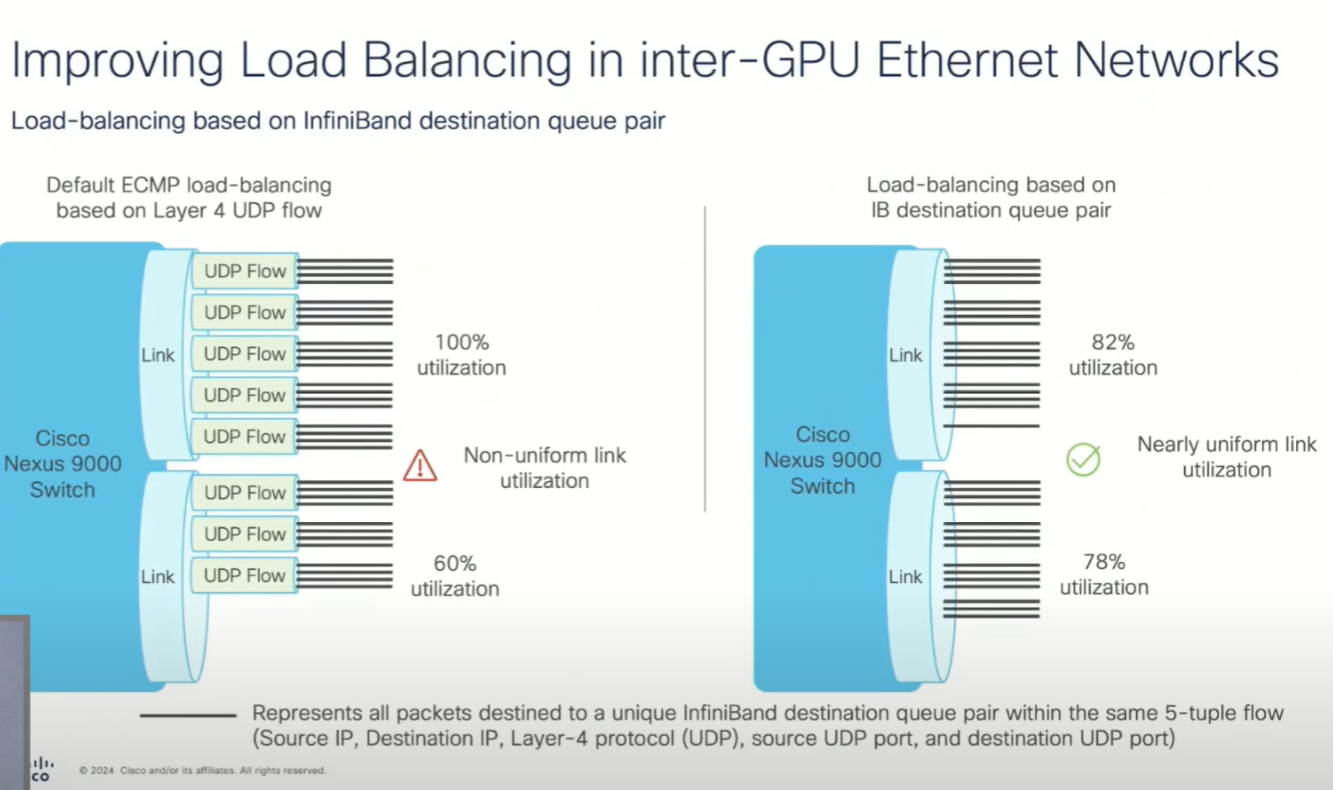 Improving Load Balancing in inter-GPU Ethernet Networks
Load-balancing based on InfiniBand destination queue pair
Default ECMP load-balancing
based on Layer 4 UDP flow
Link
UDP Flow
UDP Flow
UDP Flow
UDP Flow
UDP Flow
100%
utilization
Cisco
Nexus 9000
Switch
Non-uniform link
utilization
Link
UDP Flow
UDP Flow
UDP Flow
60%
utilization
Load-balancing based on
IB destination queue pair
Link
82%
utilization
Cisco
Nexus 9000
Switch
Nearly uniform link
utilization
Link
78%
utilization
Represents all packets destined to a unique InfiniBand destination queue pair within the same 5-tuple flow
(Source IP, Destination IP, Layer-4 protocol (UDP), source UDP port, and destination UDP port)
co
© 2024 Cisco and/or its affiliates. All rights reserved.